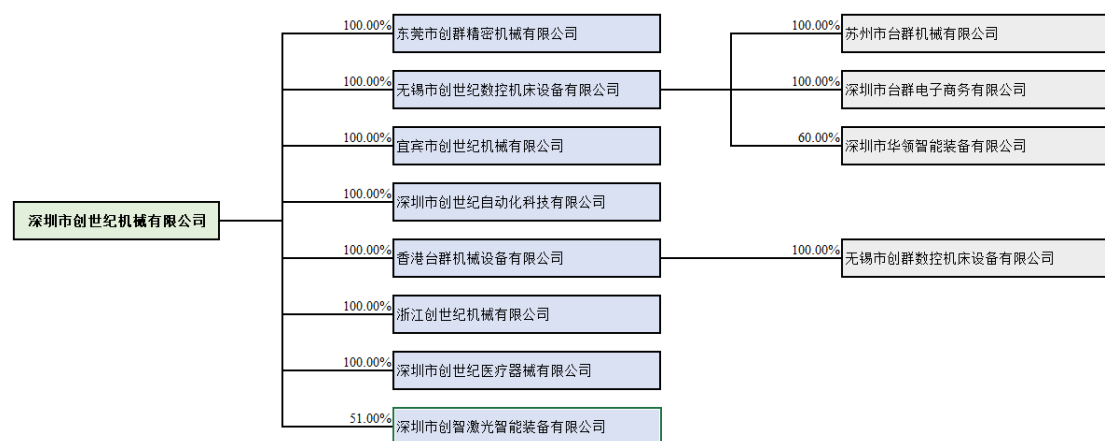 100.00%
东莞市创群精密机械有限公司
100.00%
苏州市台群机械有限公司
100.00%
无锡市创世纪数控机床设备有限公司
100.00%
深圳市台群电子商务有限公司
100.00%
宜宾市创世纪机械有限公司
60.00%
深圳市华领智能装备有限公司
100.00%
深圳市创世纪自动化科技有限公司
深圳市创世纪机械有限公司
100.00%
香港台群机械设备有限公司
100.00%
无锡市创群数控机床设备有限公司
100.00%
浙江创世纪机械有限公司
100.00%
深圳市创世纪医疗器械有限公司
51.00%
深圳市创智激光智能装备有限公司